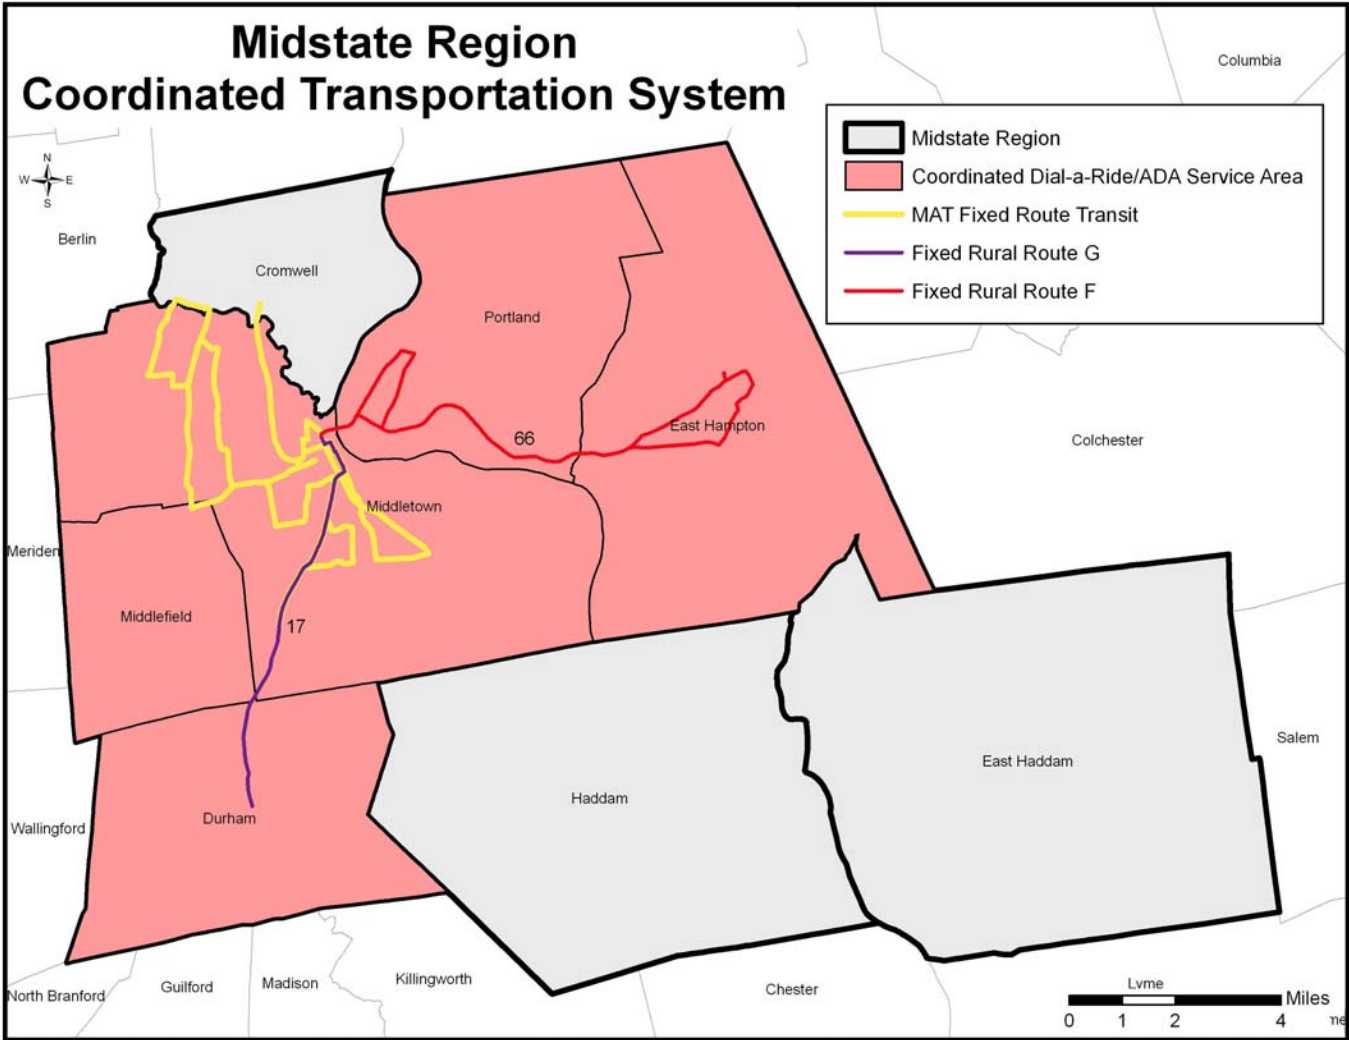 Midstate Region
Coordinated Transportation System
Columbia
Midstate Region
Coordinated Dial-a-Ride/ADA Service Area
MAT Fixed Route Transit
Fixed Rural Route G
Fixed Rural Route F
N
W E
S
Berlin
Cromwell
Portland
East Hampton
66
Colchester
Middletown
Meriden
Middlefield
17
Salem
East Haddam
Haddam
Durham
Wallingford
North Branford
Guilford
Madison
Killingworth
Chester
Lyme
Miles
0 1 2 4